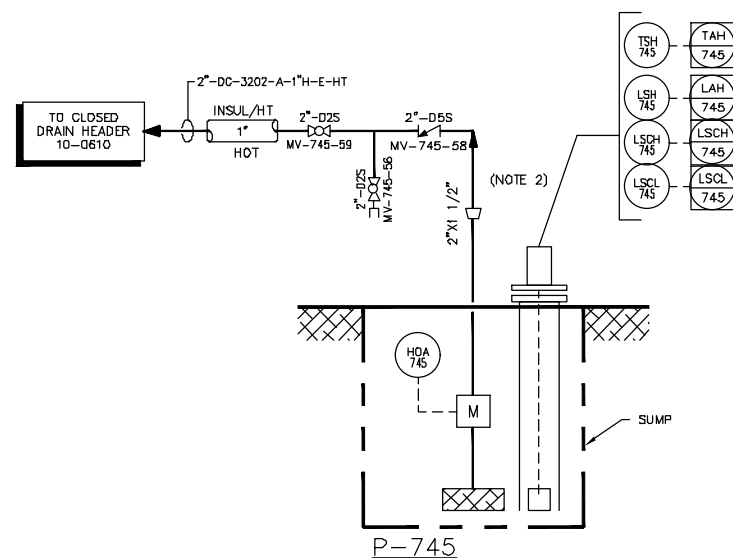 2"-DC-3202-A-1"H-E-HT
TO CLOSED
DRAIN HEADER
10-0610
INSUL/HT
1"
HOT
2"-D2S
MV-745-59
2"-D5S
MV-745-58
2"-D2S
MV-745-56
2"X1 1/2"
(NOTE 2)
TSH
745
TAH
745
LSH
745
LAH
745
LSCH
745
LSCH
745
LSCL
745
LSCL
745
HOA
745
M
SUMP
P-745